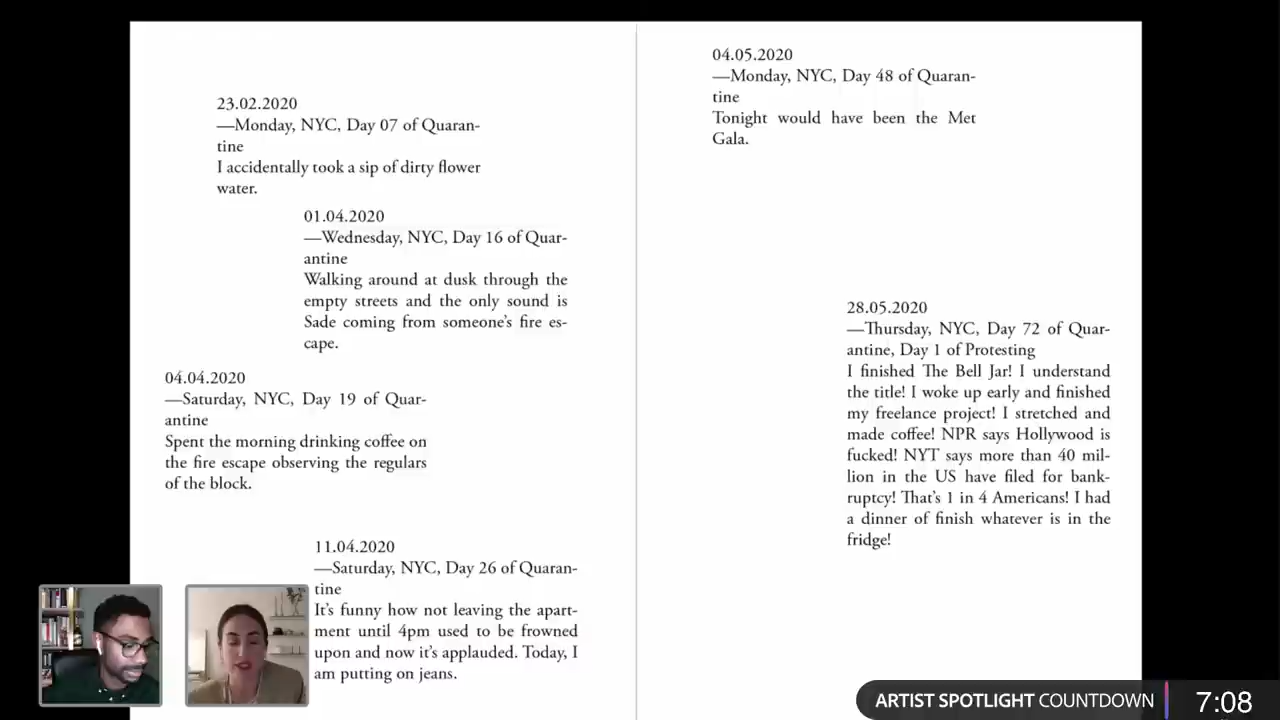 23.02.2020
—Monday, NYC, Day 07 of Quaran-
tine
I accidentally took a sip of dirty flower
water.
01.04.2020
—Wednesday, NYC, Day 16 of Quar-
antine
Walking around at dusk through the
empty streets and the only sound is
Sade coming from someone's fire es-
cape.
04.04.2020
—Saturday, NYC, Day 19 of Quar-
antine
Spent the morning drinking coffee on
the fire escape observing the regulars
of the block.
11.04.2020
—Saturday, NYC, Day 26 of Quaran-
tine
It's funny how not leaving the apart-
ment until 4pm used to be frowned
upon and now it's applauded. Today, I
am putting on jeans.
04.05.2020
—Monday, NYC, Day 48 of Quaran-
tine
Tonight would have been the Met
Gala.
28.05.2020
—Thursday, NYC, Day 72 of Quar-
antine, Day 1 of Protesting
I finished The Bell Jar! I understand
the title! I woke up early and finished
my freelance project! I stretched and
made coffee! NPR says Hollywood is
fucked! NYT says more than 40 mil-
lion in the US have filed for bank-
ruptcy! That's 1 in 4 Americans! I had
a dinner of finish whatever is in the
fridge!
ARTIST SPOTLIGHT COUNTDOWN 7:08